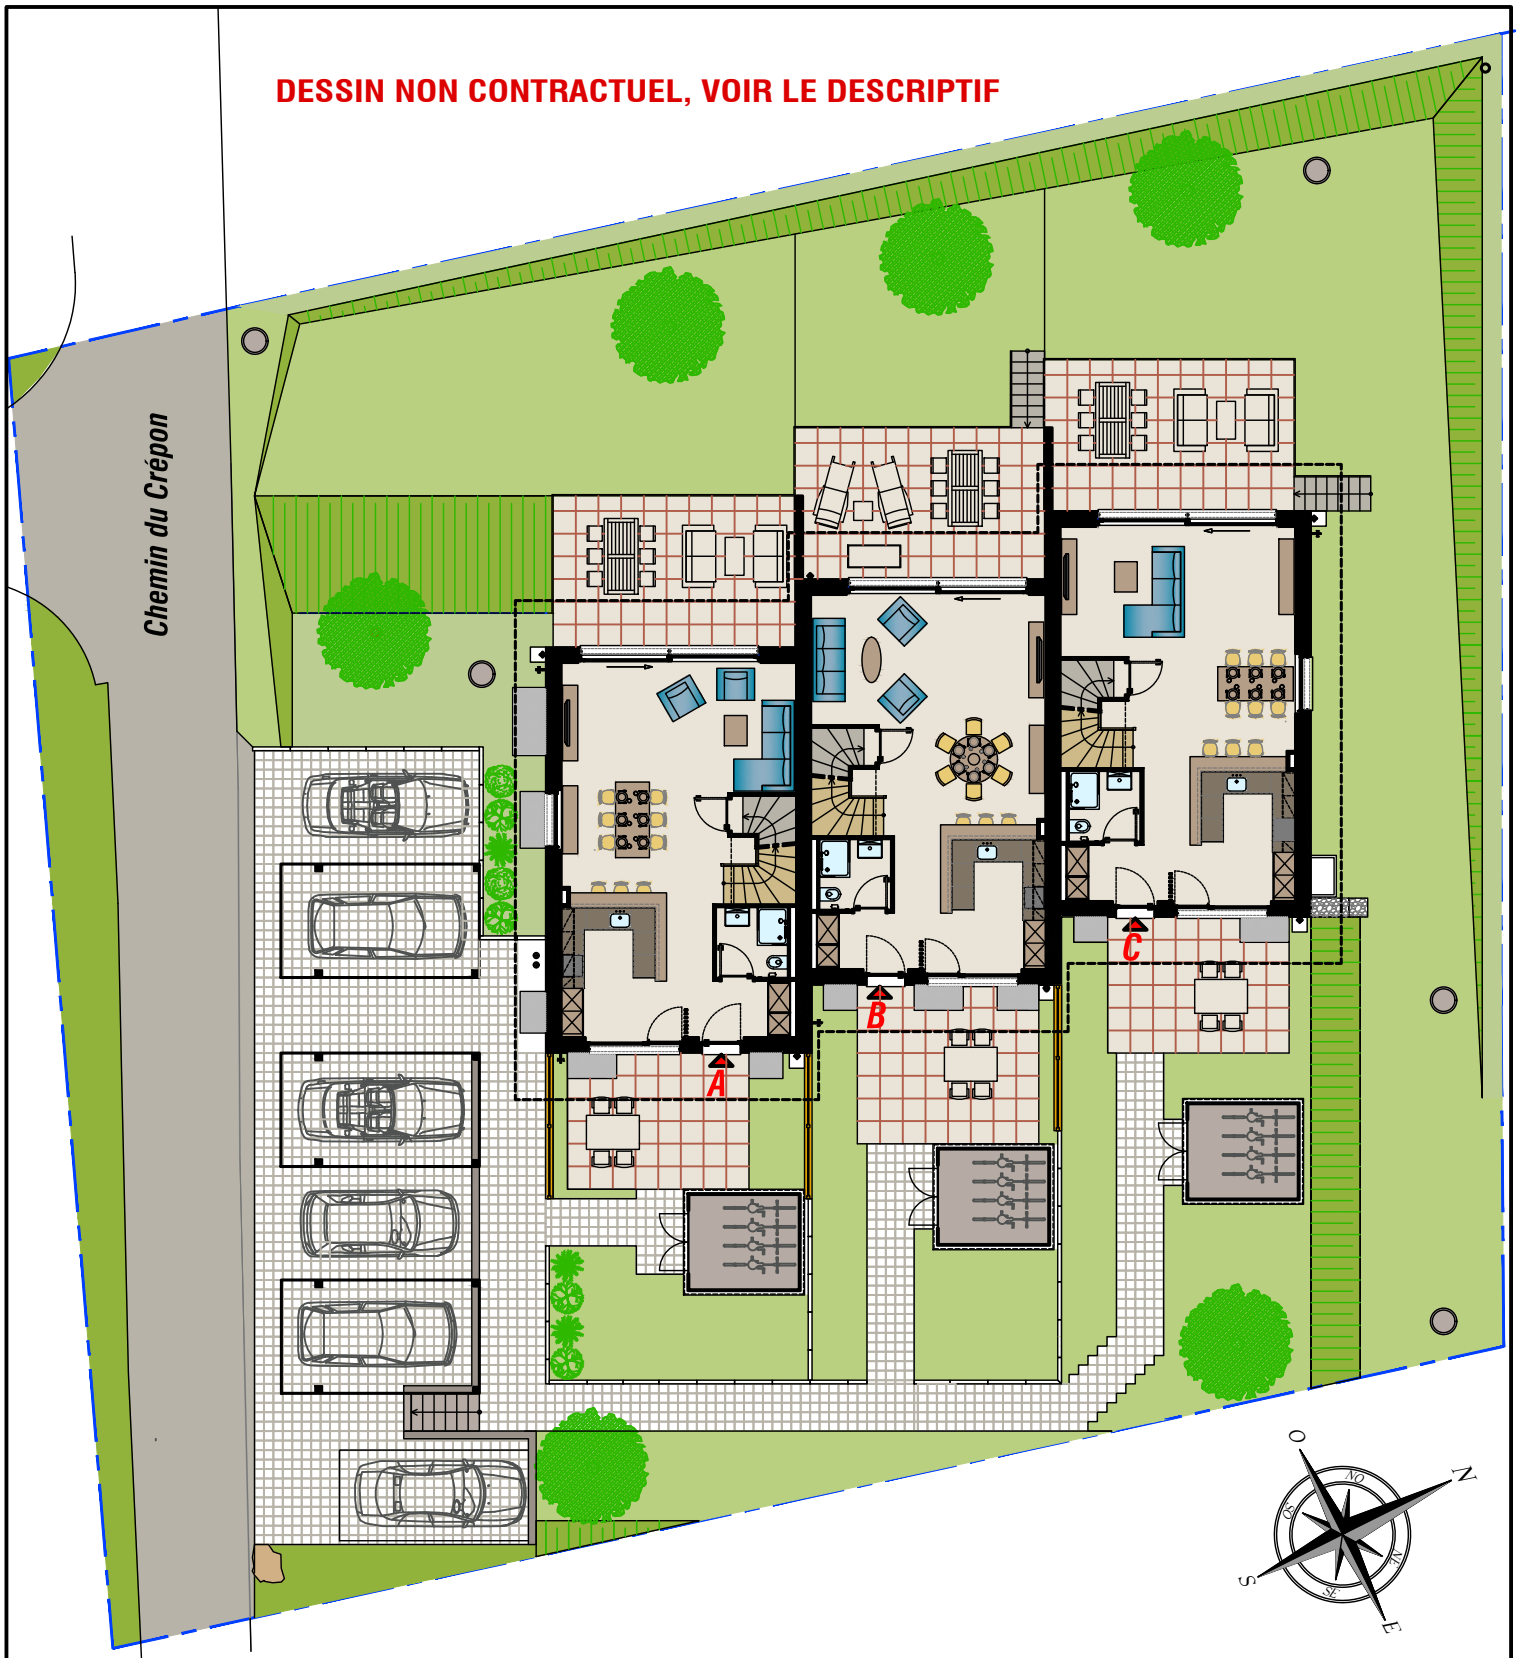 DESSIN NON CONTRACTUEL, VOIR LE DESCRIPTIF
Chemin du Crépon
C
B
A
O
N
NO
SO
NE
S
SE
E